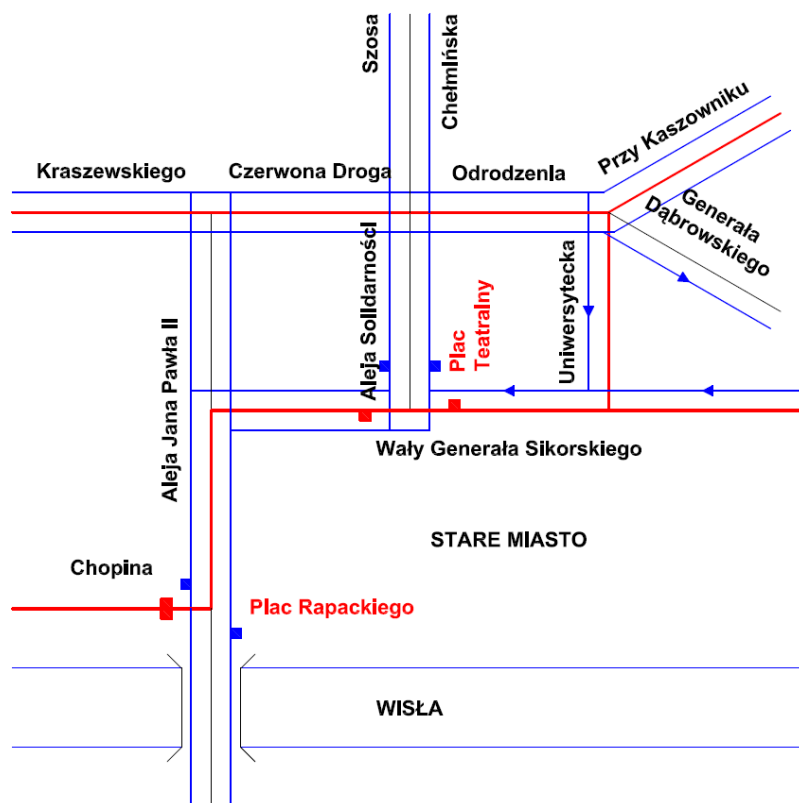 Szosa
Chełmińska
Kraszewskiego
Czerwona Droga
Odrodzenia
Przy Kaszowniku
Generała
Dąbrowskiego
Aleja Jana Pawła II
Aleja Solidarności
Plac
Teatralny
Uniwersytecka
Wały Generała Sikorskiego
STARE MIASTO
Chopina
Plac Rapackiego
WISŁA